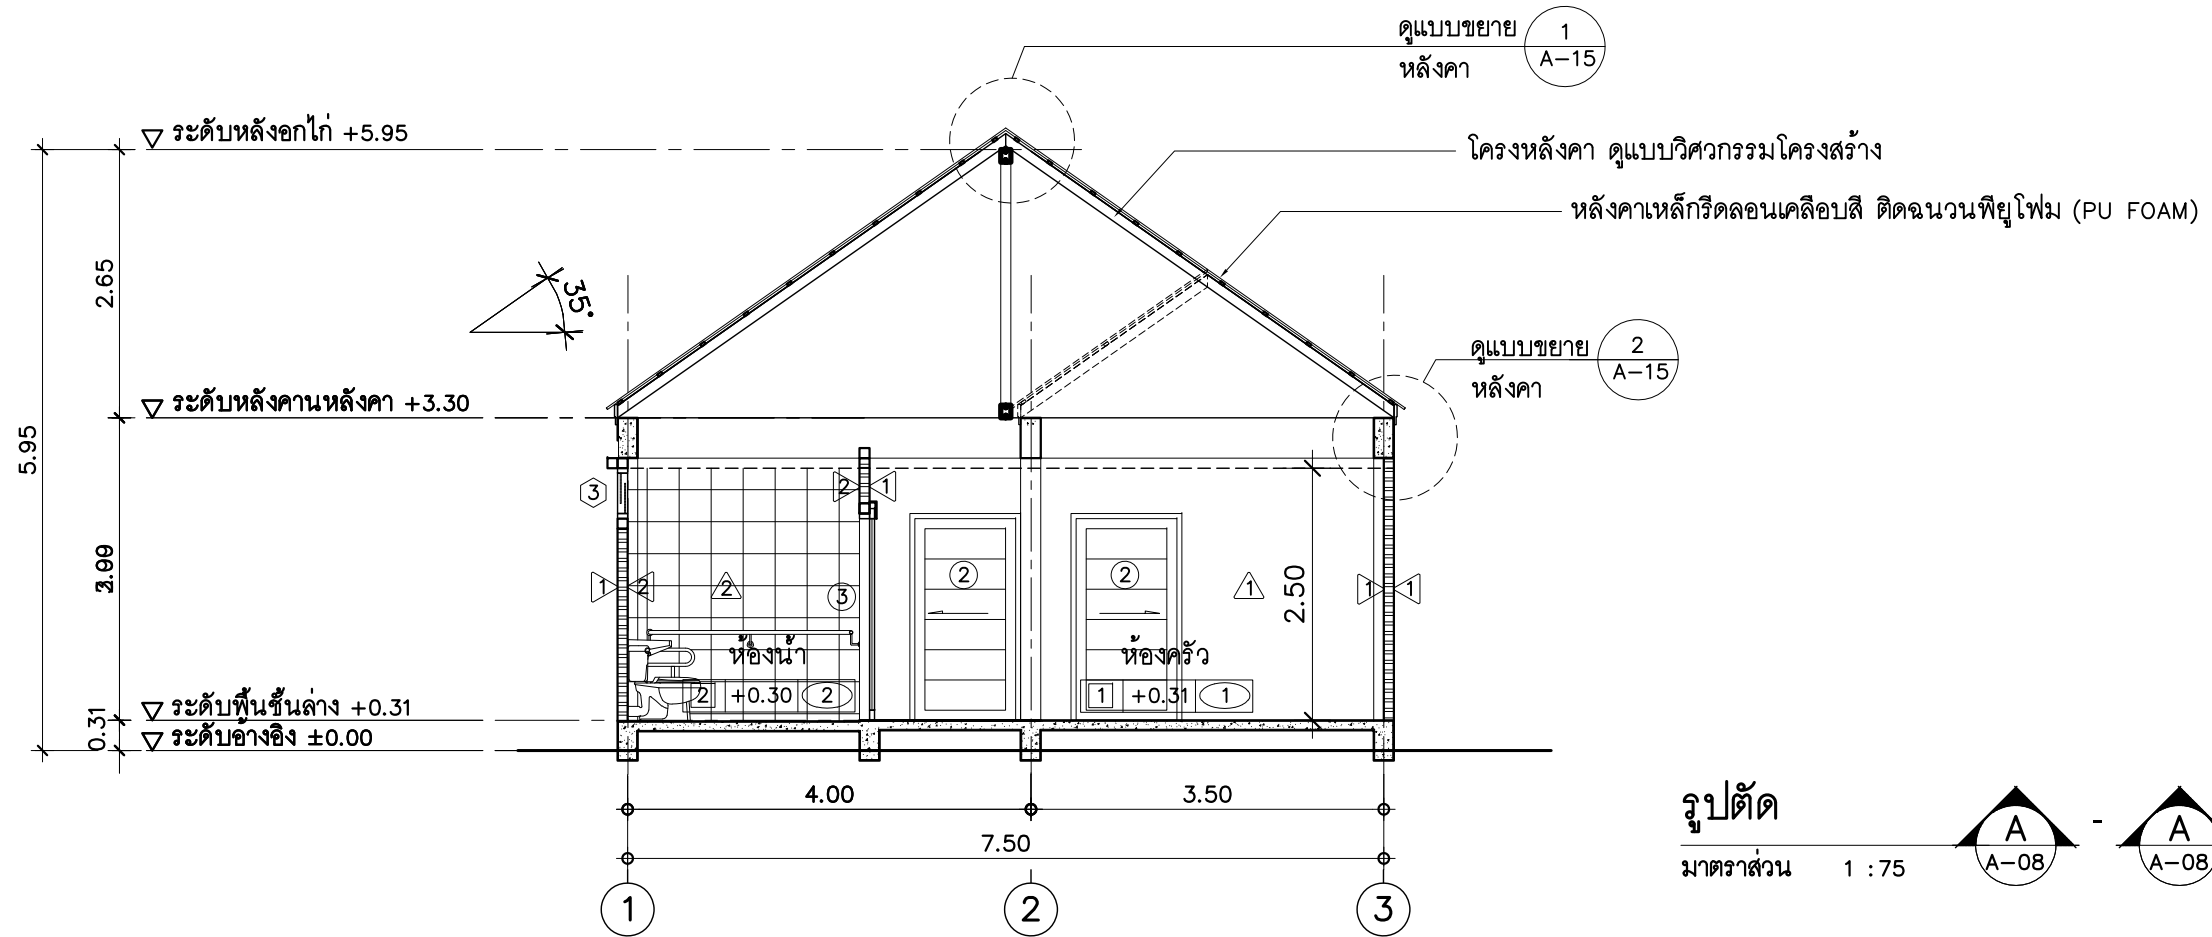 ดูแบบขยาย 1
หลังคา A-15
ระดับหลังอกไก่ +5.95
โครงหลังคา ดูแบบวิศวกรรมโครงสร้าง
หลังคาเหล็กรีดลอนเคลือบสี ติดฉนวนพียูโฟม (PU FOAM)
2.65
35°
ดูแบบขยาย 2
หลังคา A-15
ระดับหลังคานหลังคา +3.30
5.95
3
2 1
2 2 3
1 2 2 3 2 2 1 1 1
2.50
ห้องน้ำ ห้องครัว
2 +0.30 2 1 +0.31 1
ระดับพื้นชั้นล่าง +0.31
0.31
ระดับอ้างอิง ±0.00
4.00 3.50
7.50
1 2 3
รูปตัด A - A
มาตราส่วน 1 :75 A-08 A-08